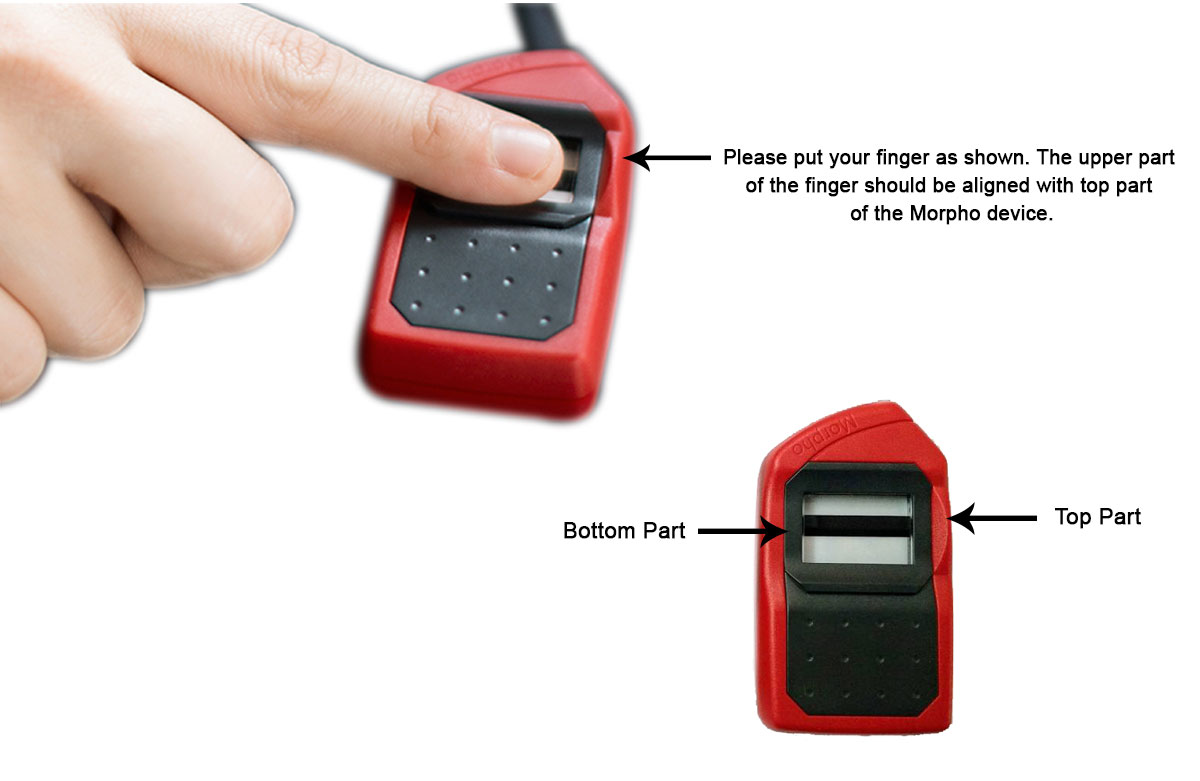 Please put your finger as shown. The upper part
of the finger should be aligned with top part
of the Morpho device.
Morpho
Bottom Part
Top Part